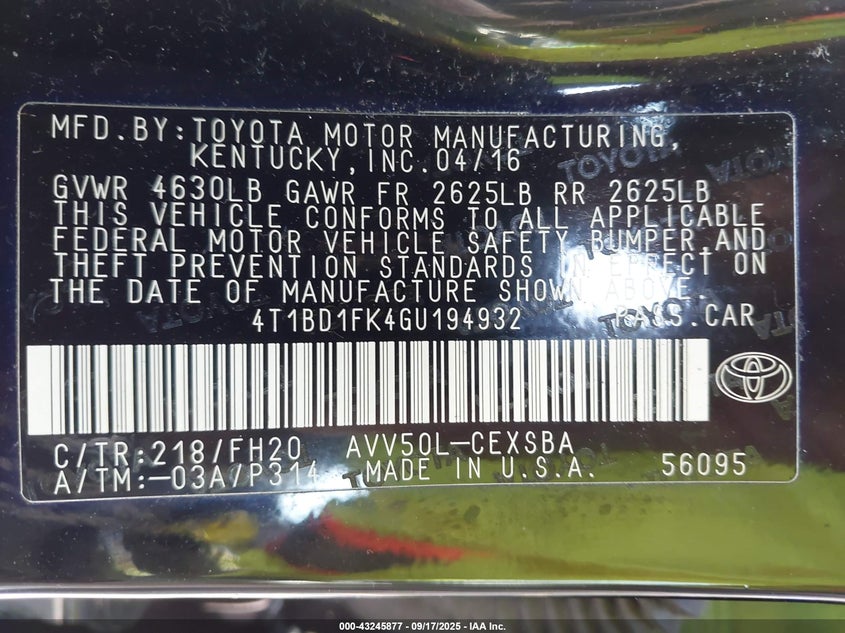 MFD.BY:TOYOTA MOTOR MANUFACTURING,
KENTUCKY,INC.04/16
GVWR 4630LB GAWR FR 2625LB RR 2625LB
THIS VEHICLE CONFORMS TO ALL APPLICABLE
FEDERAL MOTOR VEHICLE SAFETY BUMPER,AND
THEFT PREVENTION STANDARDS IN EFFECT ON
THE DATE OF MANUFACTURE SHOWN ABOVE.
4T1BD1FK4GU194932 PASS.CAR
C/TR:218/FH20 AVV50L-CEXSBA
A/TM:-03A/P314 MADE IN U.S.A. 56095
000-43245877 - 09/17/2025 - IAA Inc.